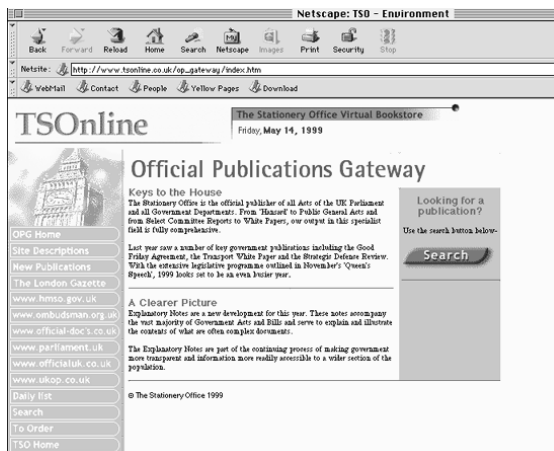 Netscape: TSO - Environment
Back Forward Reload Home Search Netscape Images Print Security Stop
Netsite: http://www.tsonline.co.uk/op_gateway/index.htm
WebMail Contact People Yellow Pages Download
TSOnline
The Stationery Office Virtual Bookstore
Friday, May 14, 1999
Official Publications Gateway
Keys to the House
The Stationery Office is the official publisher of all Acts of the UK Parliament
and all Government Departments. From 'Hansard' to Public General Acts and
from Select Committee Reports to White Papers, our output in this specialist
field is fully comprehensive.
Last year saw a number of key government publications including the Good
Friday Agreement, the Transport White Paper and the Strategic Defense Review.
With the extensive legislative programme outlined in November's 'Queen's
Speech', 1999 looks set to be an even busier year.
A Clearer Picture
Explanatory Notes are a new development for this year. These notes accompany
the vast majority of Government Acts and Bills and serve to explain and illustrate
the contents of what are often complex documents.
The Explanatory Notes are part of the continuing process of making government
more transparent and information more readily accessible to a wider section of the
population.
© The Stationery Office 1999
Looking for a
publication?
Use the search button below-
Search
OPG Home
Site Descriptions
New Publications
The London Gazette
www.hmso.gov.uk
www.ombudsman.org.uk
www.official-doc's.co.uk
www.parliament.uk
www.officialuk.co.uk
www.ukop.co.uk
Daily list
Search
To Order
TSO Home